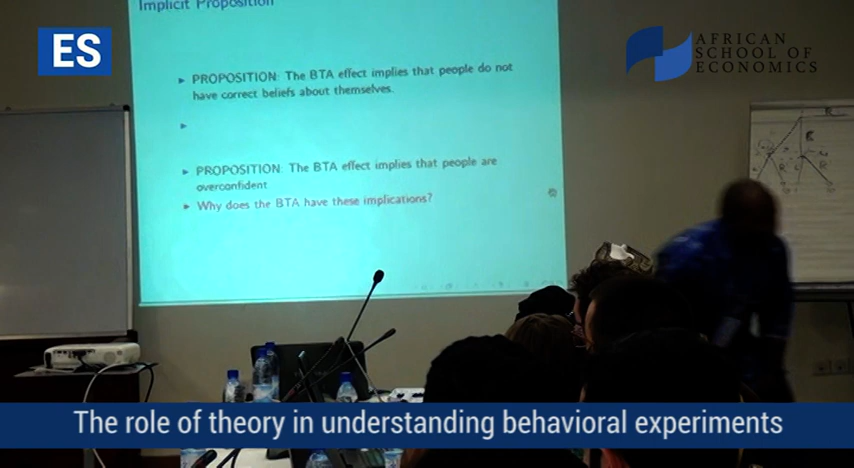 Implicit Proposition
ES
AFRICAN
SCHOOL OF
ECONOMICS
PROPOSITION: The BTA effect implies that people do not
have correct beliefs about themselves.
PROPOSITION: The BTA effect implies that people are
overconfident
Why does the BTA have these implications?
The role of theory in understanding behavioral experiments